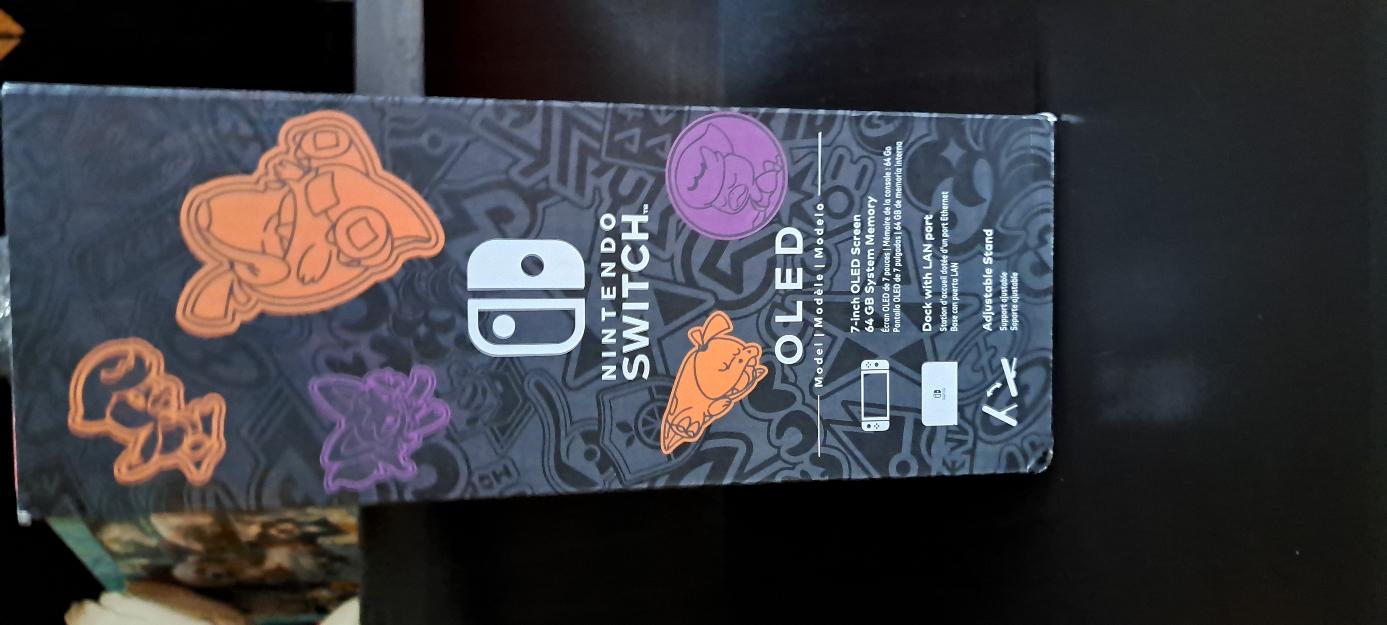 NINTENDO
SWITCH™
OLED
Model | Modèle | Modelo
7-inch OLED Screen
64 GB System Memory
Écran OLED de 7 pouces | Mémoire de la console : 64 Go
Pantalla OLED de 7 pulgadas | 64 GB de memoria interna
Dock with LAN port
Station d'accueil dotée d'un port Ethernet
Base con puerto LAN
Adjustable Stand
Support ajustable
Soporte ajustable